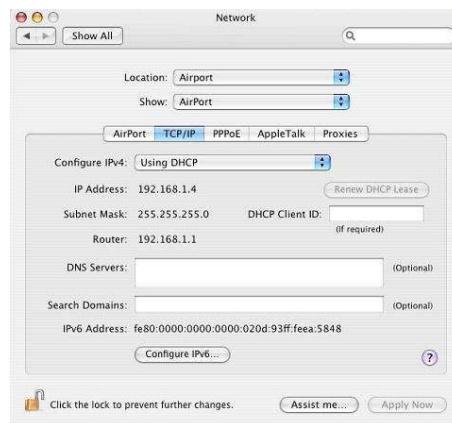 Network
Show All
Location: Airport
Show: AirPort
AirPort TCP/IP PPPoE AppleTalk Proxies
Configure IPv4: Using DHCP
IP Address: 192.168.1.4 Renew DHCP Lease
Subnet Mask: 255.255.255.0 DHCP Client ID:
(If required)
Router: 192.168.1.1
DNS Servers: (Optional)
Search Domains: (Optional)
IPv6 Address: fe80:0000:0000:0000:020d:93ff:feea:5848
Configure IPv6...
?
Click the lock to prevent further changes. Assist me... Apply Now